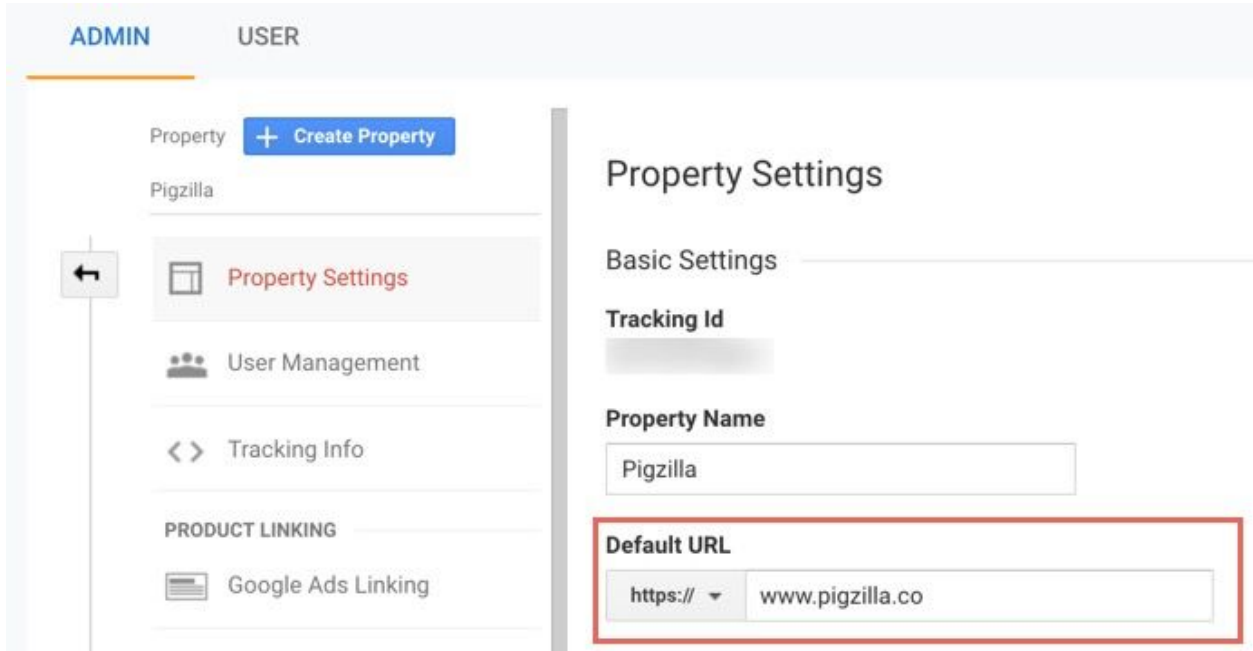 ADMIN USER
Property + Create Property
Pigzilla
Property Settings
User Management
Tracking Info
PRODUCT LINKING
Google Ads Linking
Property Settings
Basic Settings
Tracking Id
Property Name
Pigzilla
Default URL
https:// www.pigzilla.co